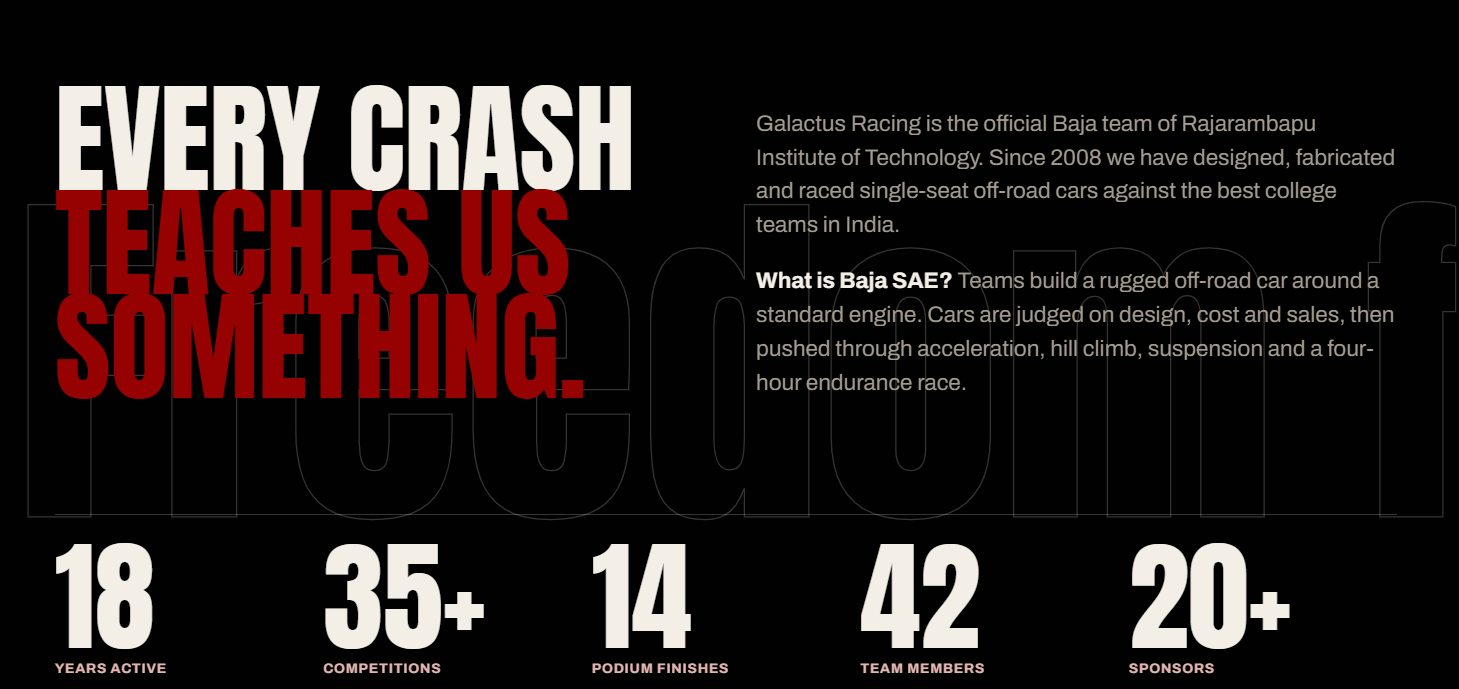 EVERY CRASH
TEACHES US
SOMETHING.
Galactus Racing is the official Baja team of Rajarambapu
Institute of Technology. Since 2008 we have designed, fabricated
and raced single-seat off-road cars against the best college
teams in India.
What is Baja SAE? Teams build a rugged off-road car around a
standard engine. Cars are judged on design, cost and sales, then
pushed through acceleration, hill climb, suspension and a four-
hour endurance race.
Freedom f
18
YEARS ACTIVE
35+
COMPETITIONS
14
PODIUM FINISHES
42
TEAM MEMBERS
20+
SPONSORS